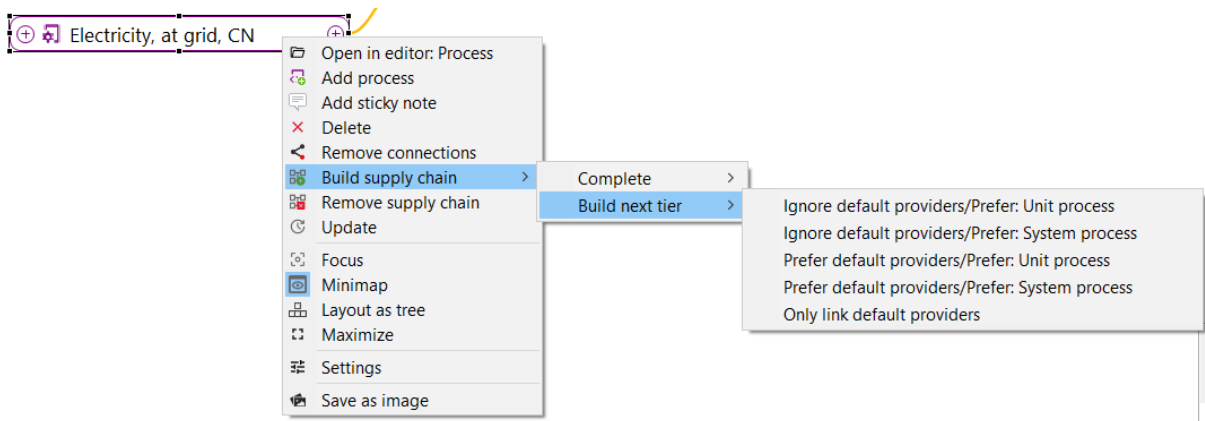 Electricity, at grid, CN
Open in editor: Process
Add process
Add sticky note
Delete
Remove connections
Build supply chain
Remove supply chain
Update
Focus
Minimap
Layout as tree
Maximize
Settings
Save as image
Complete
Build next tier
Ignore default providers/Prefer: Unit process
Ignore default providers/Prefer: System process
Prefer default providers/Prefer: Unit process
Prefer default providers/Prefer: System process
Only link default providers